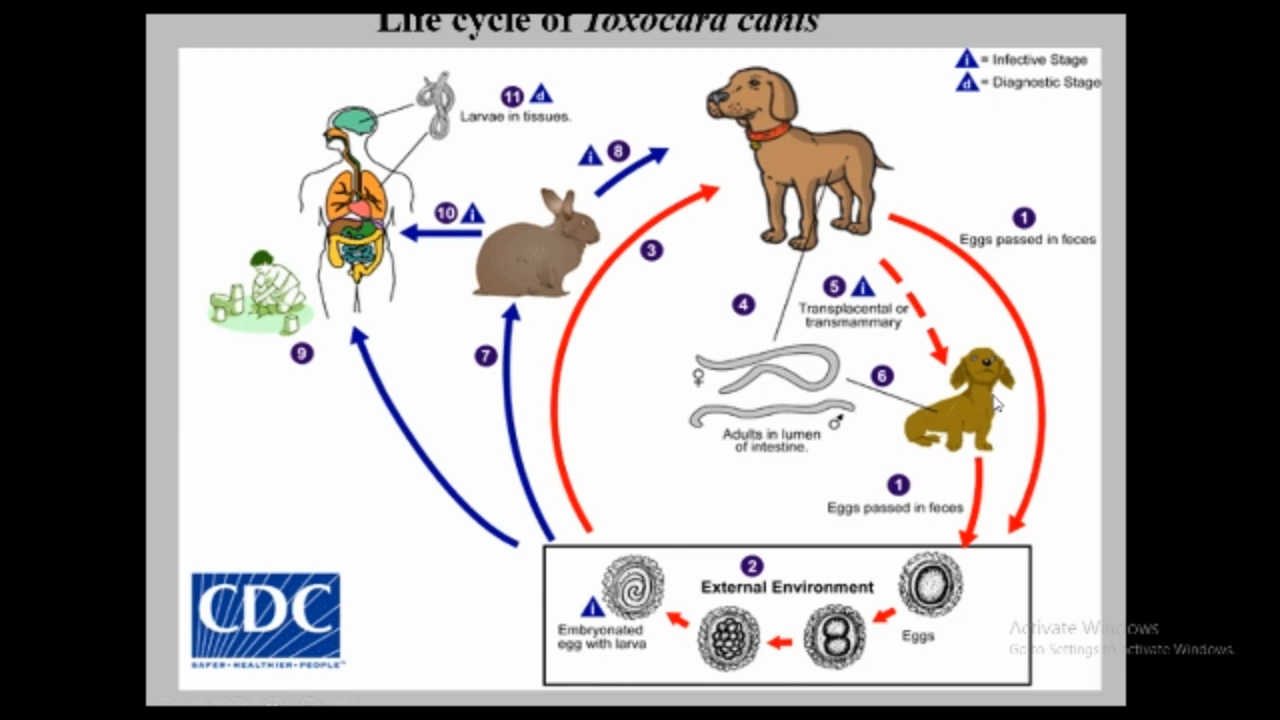 Life cycle of Toxocara canis
i = Infective Stage
d = Diagnostic Stage
11 d
Larvae in tissues.
i 8
10 i
3
1
Eggs passed in feces
5 i
Transplacental or
transmammary
4
7
9
6
♀
♂
Adults in lumen
of intestine.
1
Eggs passed in feces
2
External Environment
i
Embryonated
egg with larva
Eggs
CDC
SAFER•HEALTHIER•PEOPLE™
Activate Windows
Go to Settings to activate Windows.